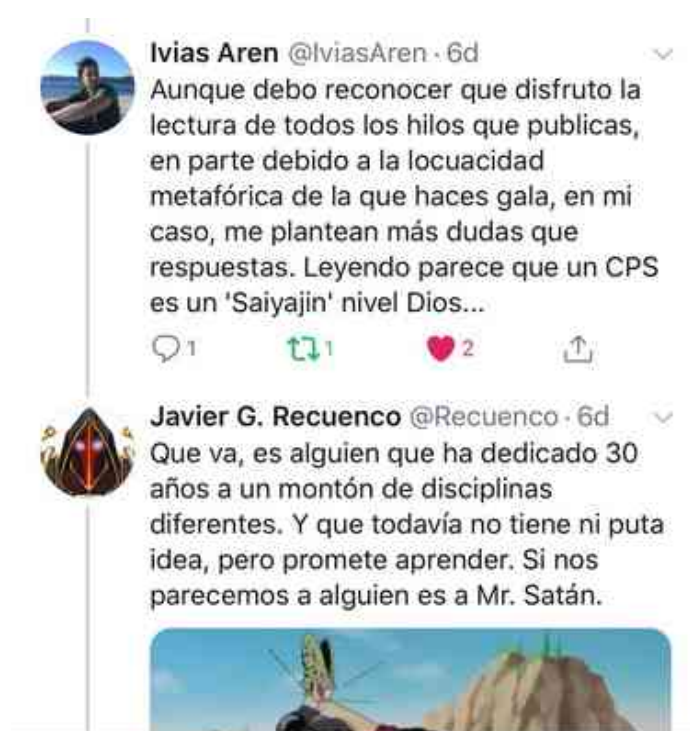 Ivias Aren @IviasAren · 6d
Aunque debo reconocer que disfruto la
lectura de todos los hilos que publicas,
en parte debido a la locuacidad
metafórica de la que haces gala, en mi
caso, me plantean más dudas que
respuestas. Leyendo parece que un CPS
es un 'Saiyajin' nivel Dios...
1 1 2
Javier G. Recuenco @Recuenco · 6d
Que va, es alguien que ha dedicado 30
años a un montón de disciplinas
diferentes. Y que todavía no tiene ni puta
idea, pero promete aprender. Si nos
parecemos a alguien es a Mr. Satán.